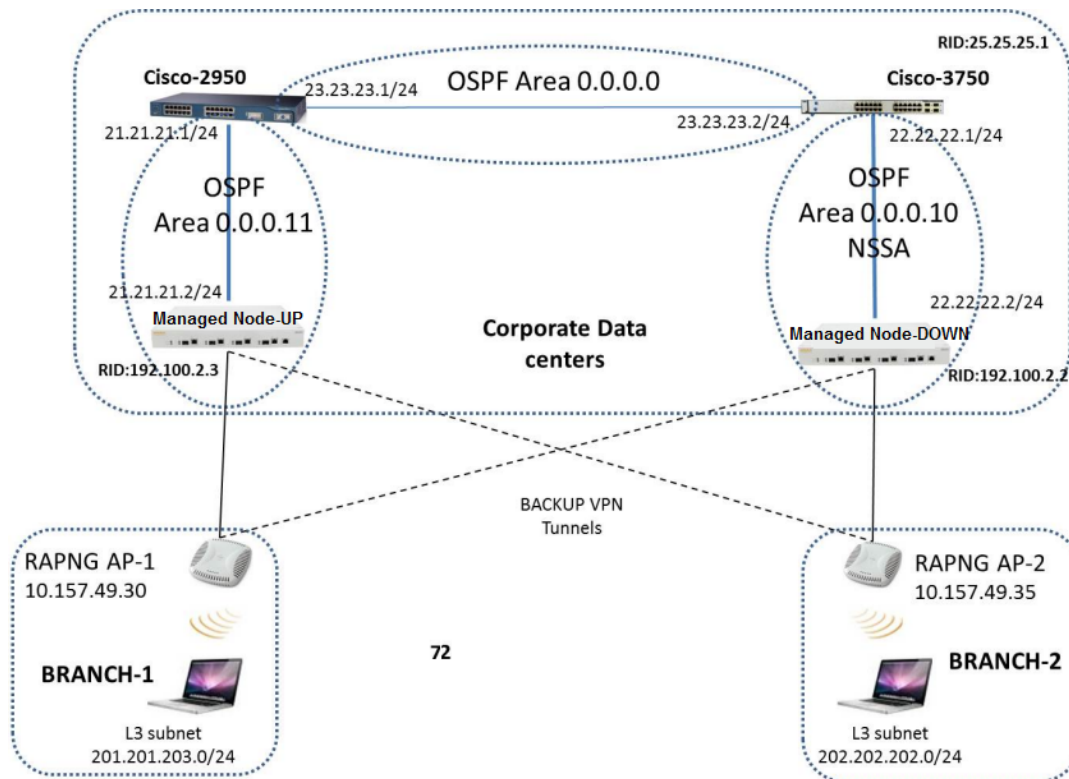 RID:25.25.25.1
Cisco-2950
OSPF Area 0.0.0.0
Cisco-3750
23.23.23.1/24
23.23.23.2/24
21.21.21.1/24
22.22.22.1/24
OSPF
Area 0.0.0.11
OSPF
Area 0.0.0.10
NSSA
21.21.21.2/24
22.22.22.2/24
Managed Node-UP
Corporate Data
centers
Managed Node-DOWN
RID:192.100.2.3
RID:192.100.2.2
BACKUP VPN
Tunnels
RAPNG AP-1
10.157.49.30
RAPNG AP-2
10.157.49.35
72
BRANCH-1
BRANCH-2
L3 subnet
201.201.203.0/24
L3 subnet
202.202.202.0/24